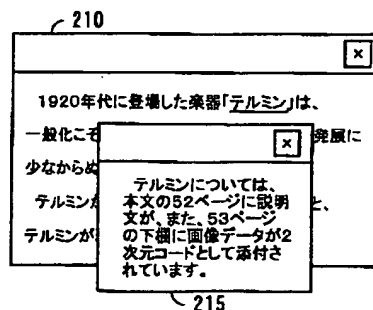 210
×
1920年代に登場した楽器「テルミン」は、
一般化こそ
発展に
少なからぬ
テルミンが
と、
テルミンが
×
テルミンについては、
本文の52ページに説明
文が、また、53ページ
の下欄に画像データが2
次元コードとして添付さ
れています。
215